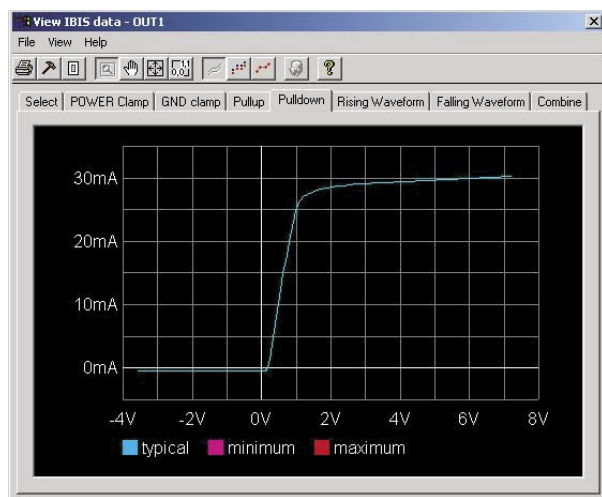 View IBIS data - OUT1
File View Help
Select POWER Clamp GND clamp Pullup Pulldown Rising Waveform Falling Waveform Combine
30mA
20mA
10mA
0mA
-4V -2V 0V 2V 4V 6V 8V
typical minimum maximum